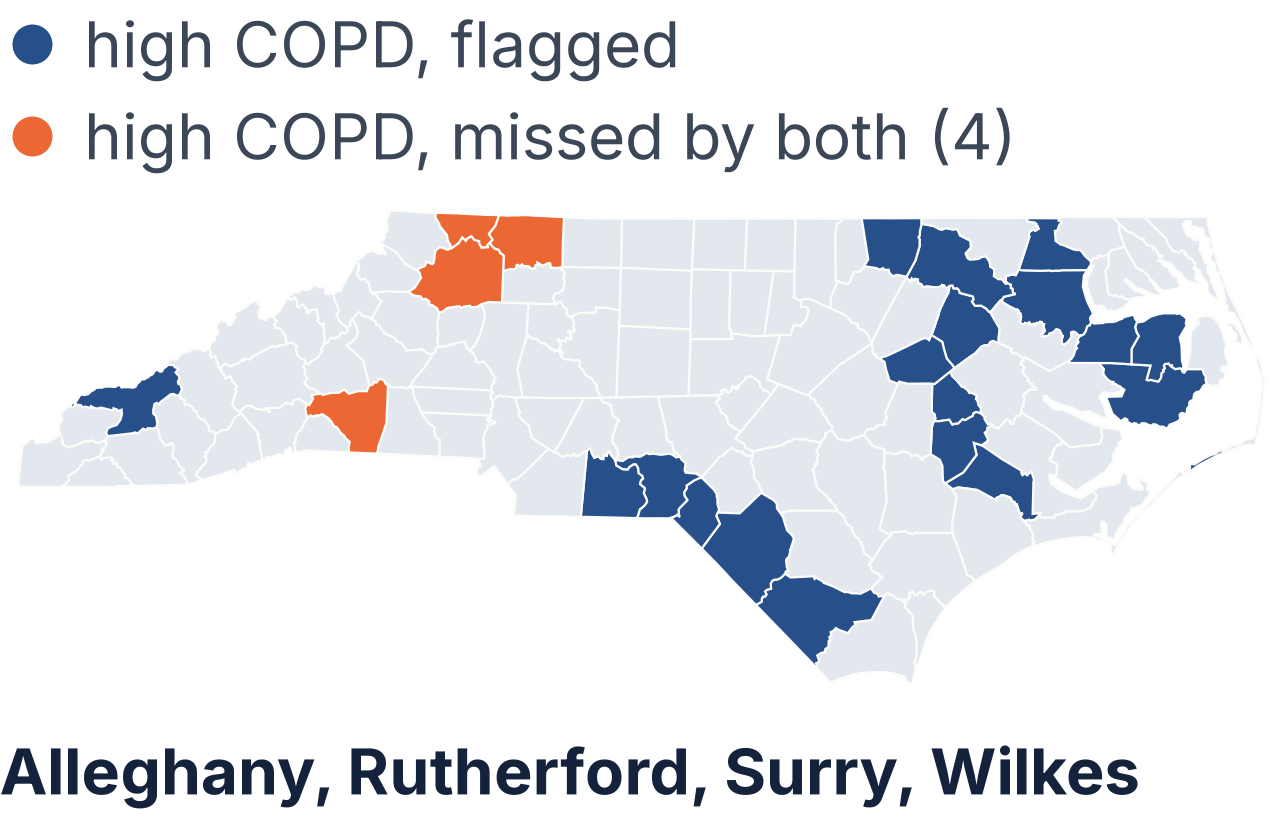 high COPD, flagged
high COPD, missed by both (4)
Alleghany, Rutherford, Surry, Wilkes